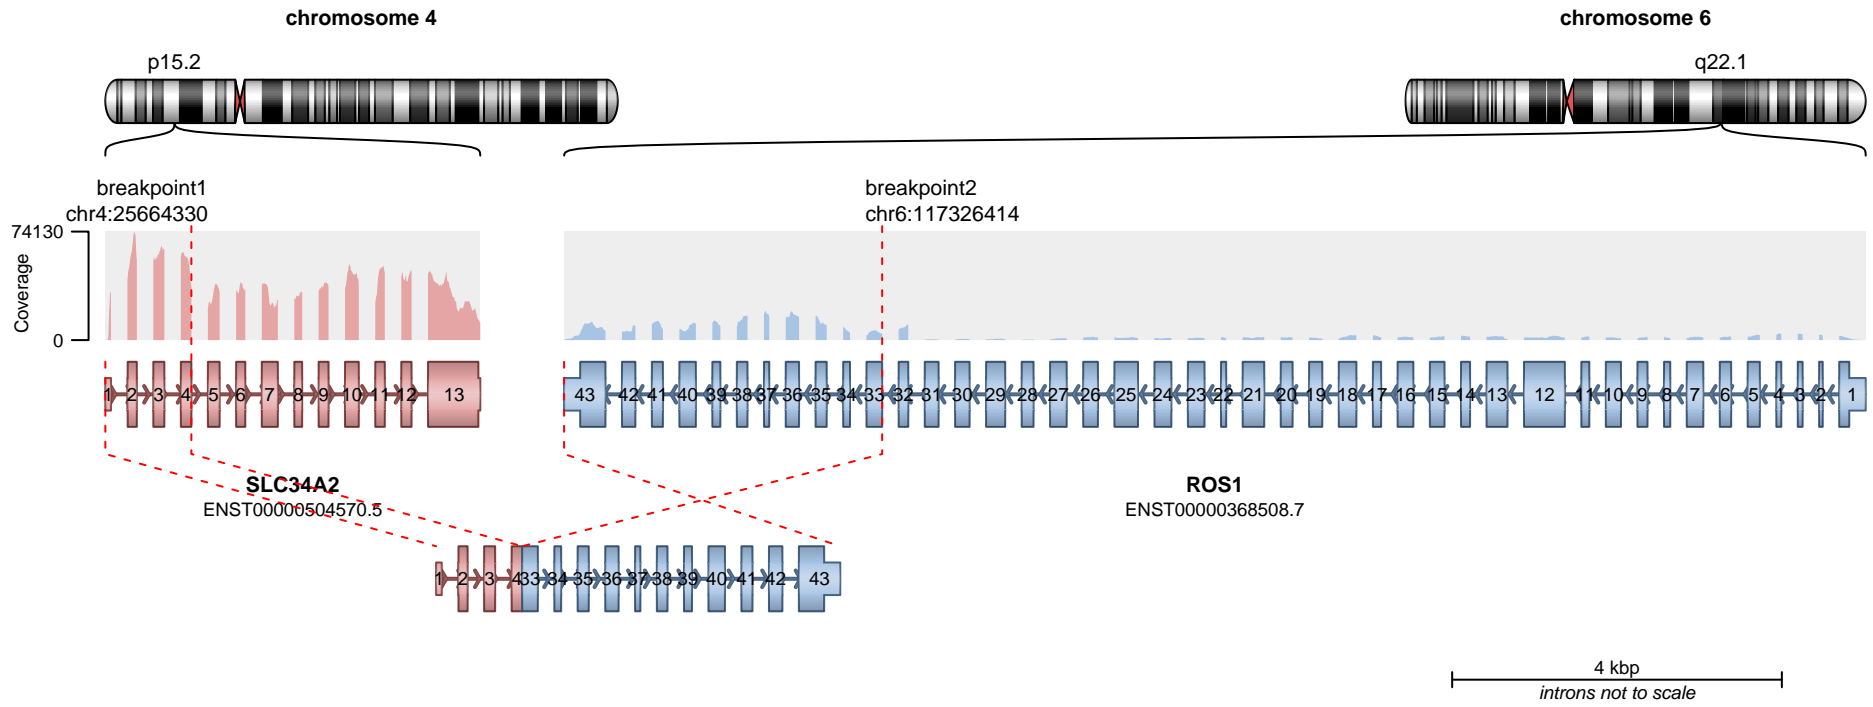 chromosome 4
chromosome 6
p15.2
q22.1
breakpoint1
chr4:25664330
breakpoint2
chr6:117326414
74130
Coverage
0
1 2 3 4 5 6 7 8 9 10 11 12 13
43 42 41 40 39 38 37 36 35 34 33 32 31 30 29 28 27 26 25 24 23 22 21 20 19 18 17 16 15 14 13 12 11 10 9 8 7 6 5 4 3 2 1
SLC34A2
ENST00000504570.5
ROS1
ENST00000368508.7
1 2 3 4 33 34 35 36 37 38 39 40 41 42 43
4 kbp
introns not to scale